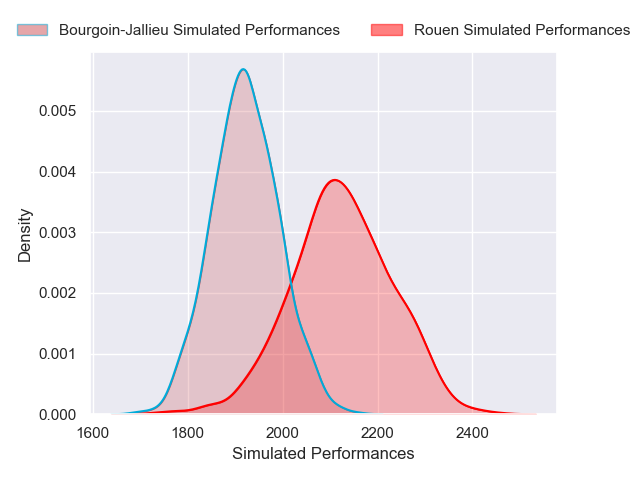 Bourgoin-Jallieu Simulated Performances
Rouen Simulated Performances
Density
0.005
0.004
0.003
0.002
0.001
0.000
1600
1800
2000
2200
2400
Simulated Performances